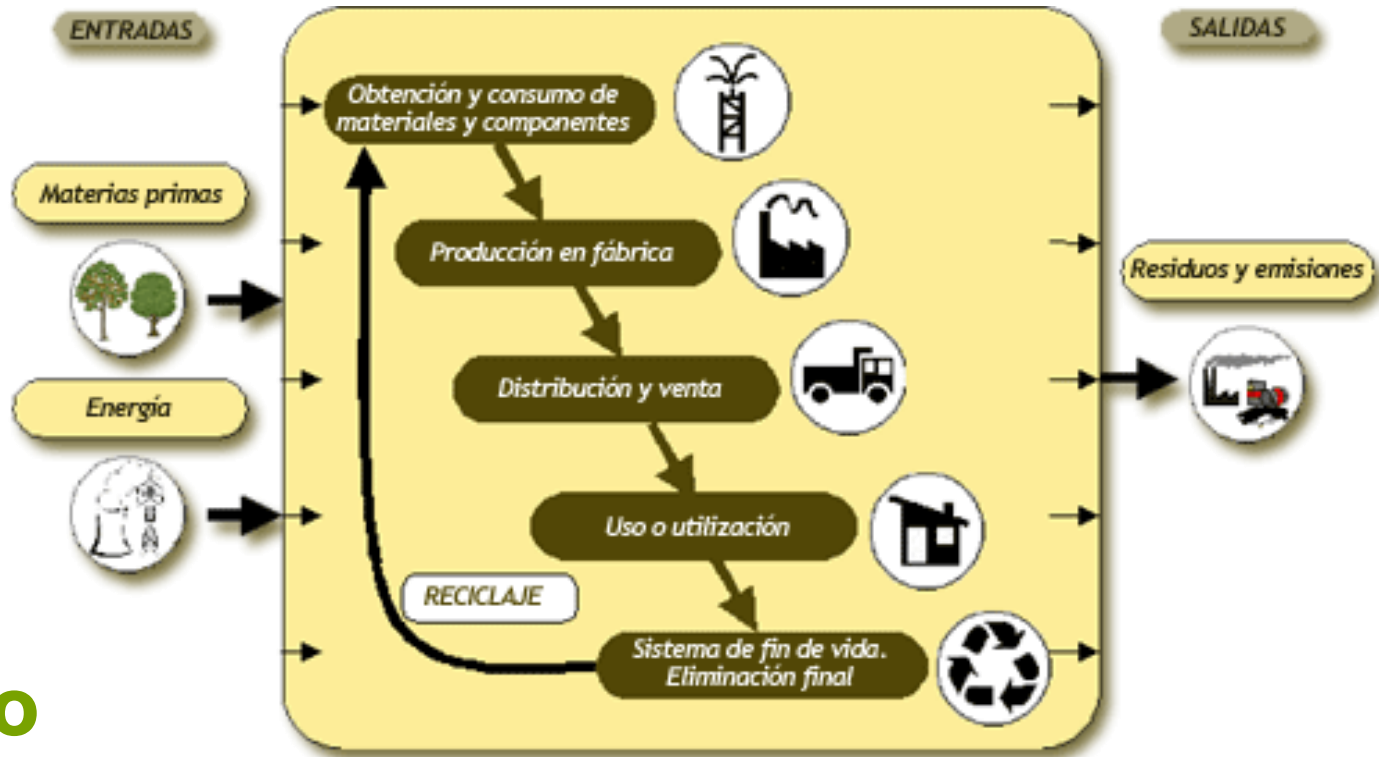 ENTRADAS
SALIDAS
Obtención y consumo de
materiales y componentes
Materias primas
Producción en fábrica
Residuos y emisiones
Distribución y venta
Energía
Uso o utilización
RECICLAJE
Sistema de fin de vida.
Eliminación final
o